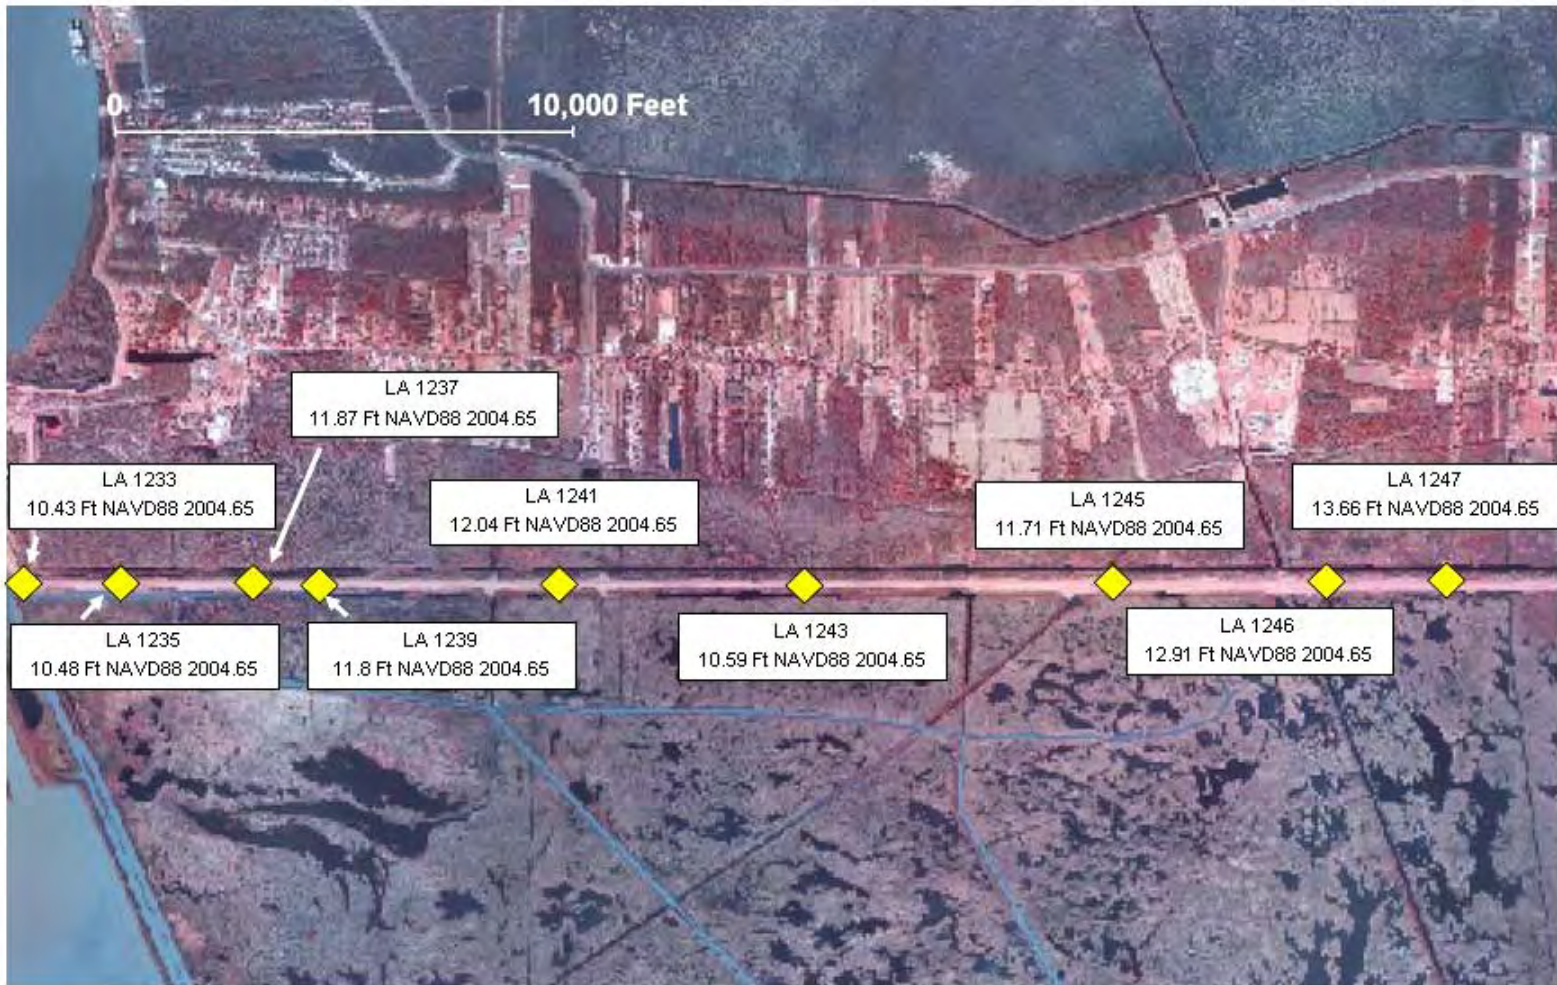 0 10,000 Feet
LA 1237
11.87 Ft NAVD88 2004.65
LA 1233
10.43 Ft NAVD88 2004.65
LA 1241
12.04 Ft NAVD88 2004.65
LA 1245
11.71 Ft NAVD88 2004.65
LA 1247
13.66 Ft NAVD88 2004.65
LA 1235
10.48 Ft NAVD88 2004.65
LA 1239
11.8 Ft NAVD88 2004.65
LA 1243
10.59 Ft NAVD88 2004.65
LA 1246
12.91 Ft NAVD88 2004.65